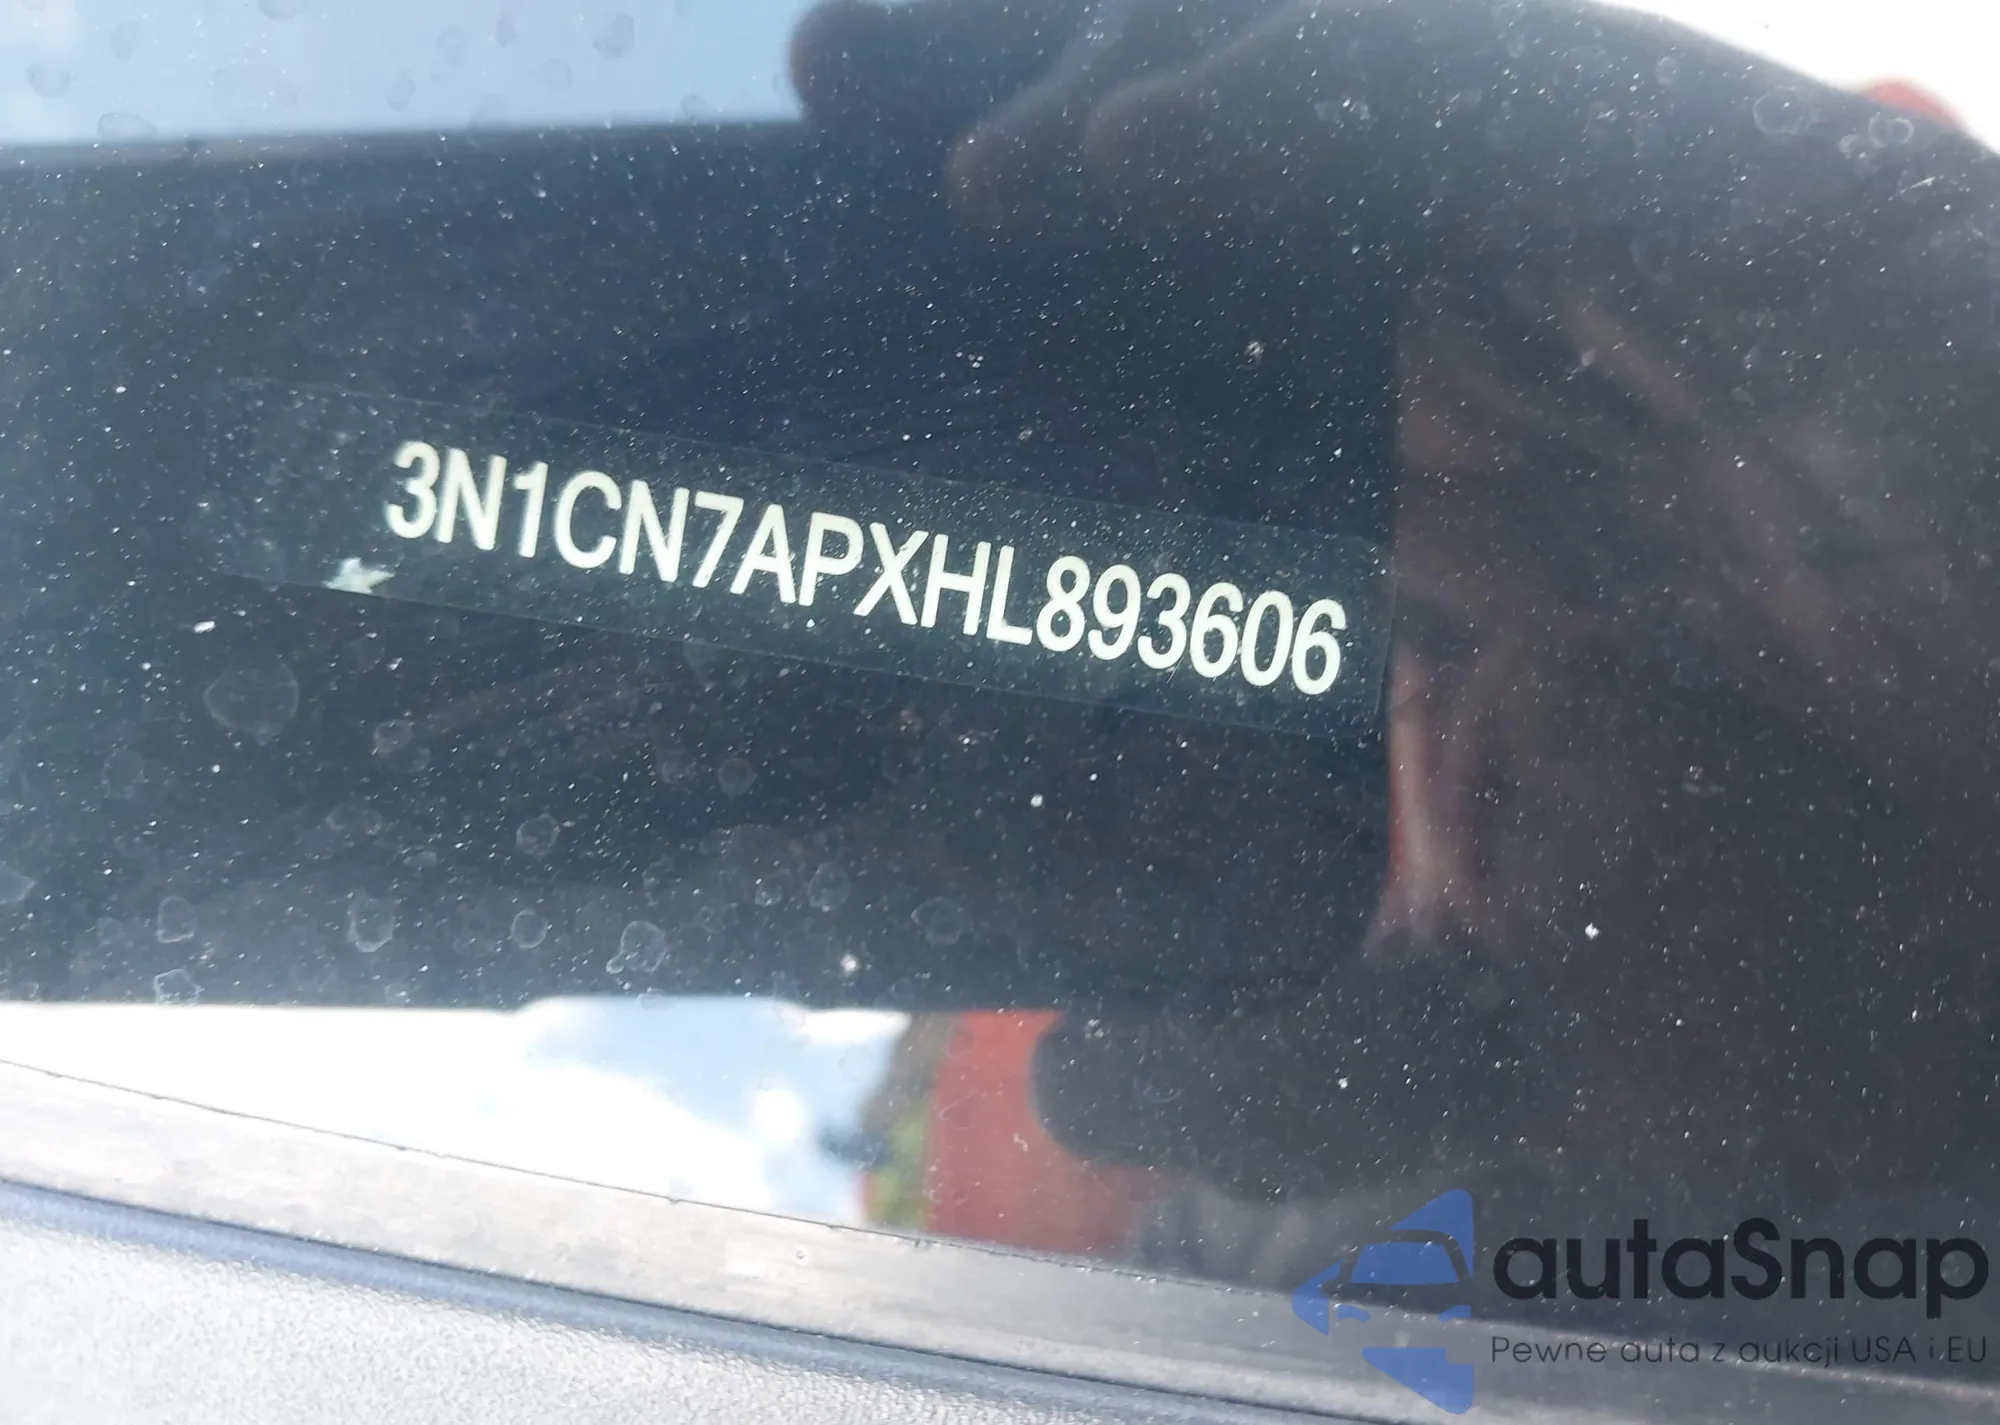 3N1CN7APXHL893606
autaSnap
Pewne auta z aukcji USA i EU